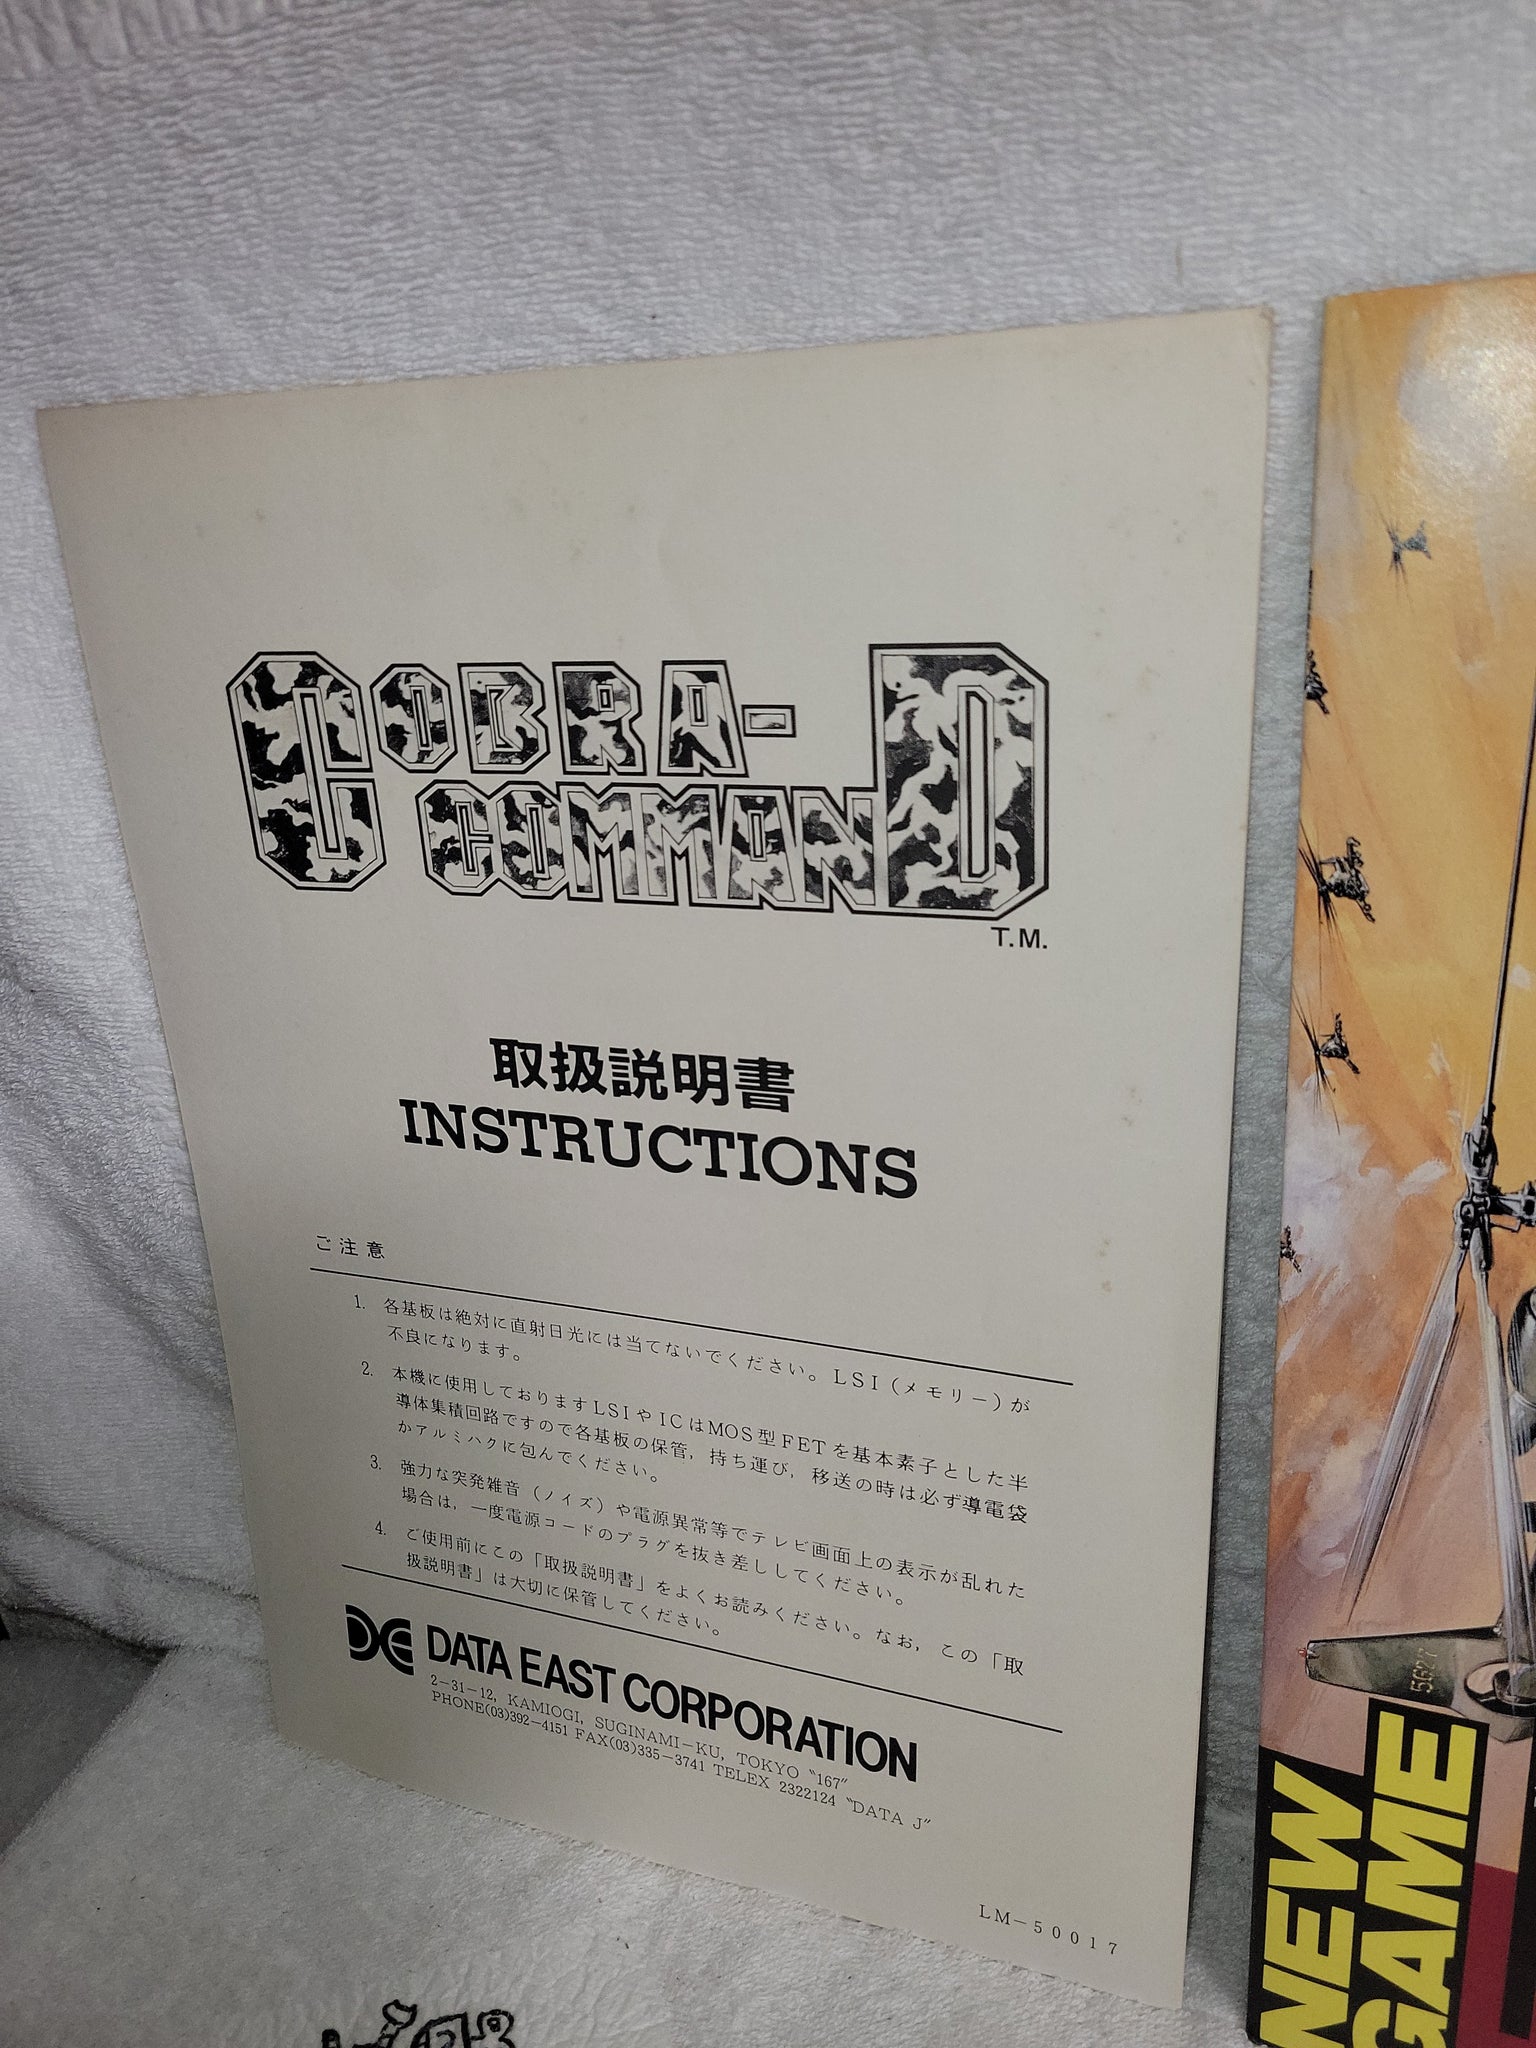 COBRA-
COMMAND
T.M.
取扱説明書
INSTRUCTIONS
ご注意
1. 各基板は絶対に直射日光には当てないでください。LSI(メモリー)が
不良になります。
2. 本機に使用しておりますLSIやICはMOS型FETを基本素子とした半
導体集積回路ですので各基板の保管,持ち運び,移送の時は必ず導電袋
かアルミハクに包んでください。
3. 強力な突発雑音(ノイズ)や電源異常等でテレビ画面上の表示が乱れた
場合は,一度電源コードのプラグを抜き差ししてください。
4. ご使用前にこの「取扱説明書」をよくお読みください。なお,この「取
扱説明書」は大切に保管してください。
DATA EAST CORPORATION
2-31-12, KAMIOGI, SUGINAMI-KU, TOKYO "167"
PHONE(03)392-4151 FAX(03)335-3741 TELEX 2322124 "DATA J"
LM-50017
5627
NEW
GAME